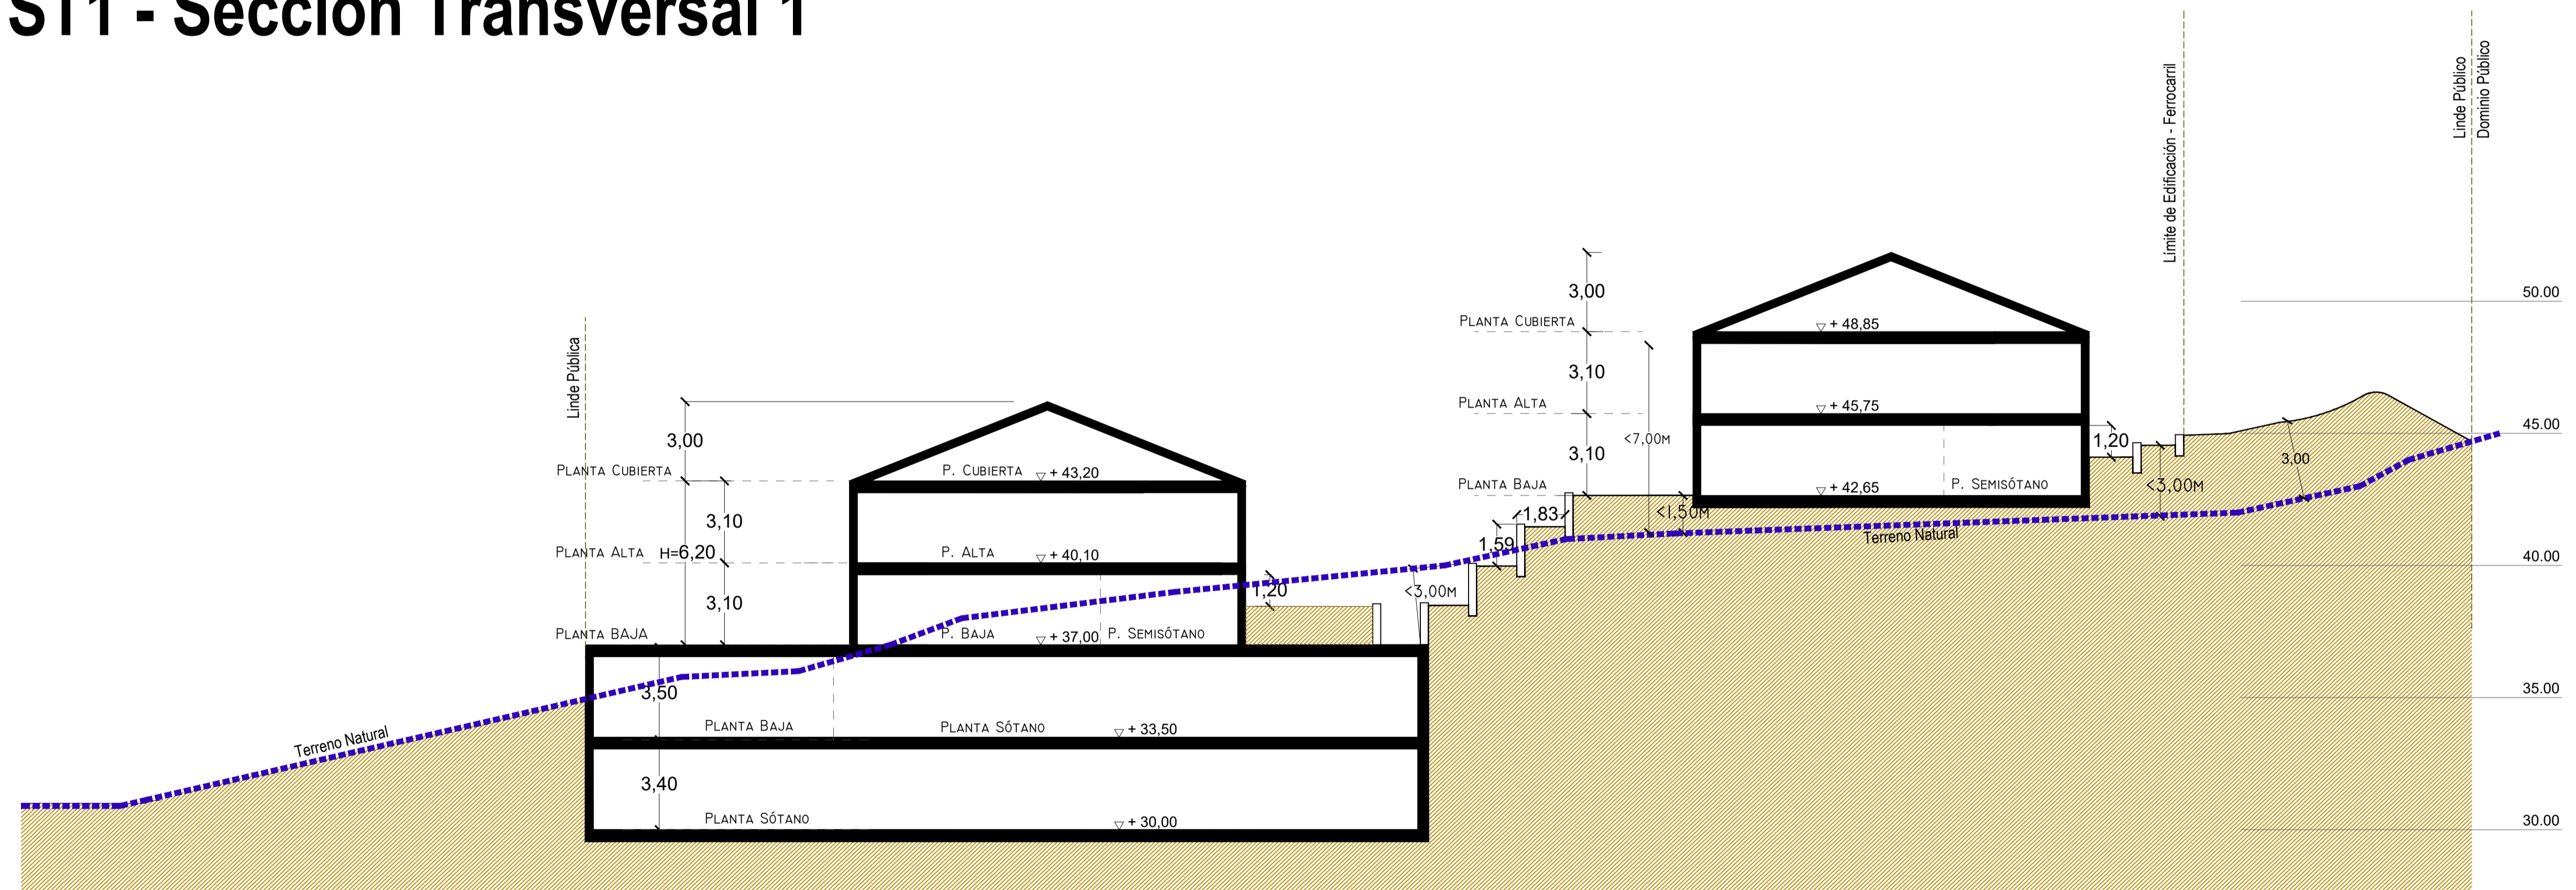 ST1 - Sección Transversal 1
Límite de Edificación - Ferrocarril
Linde Público
Dominio Público
50.00
45.00
40.00
35.00
30.00
Linde Pública
3,00
PLANTA CUBIERTA
3,10
PLANTA ALTA
H=6,20
3,10
PLANTA BAJA
P. CUBIERTA
+ 43,20
P. ALTA
+ 40,10
P. BAJA
+ 37,00
P. SEMISÓTANO
1,20
<3,00M
3,50
PLANTA BAJA
PLANTA SÓTANO
+ 33,50
3,40
PLANTA SÓTANO
+ 30,00
Terreno Natural
3,00
PLANTA CUBIERTA
3,10
PLANTA ALTA
<7,00M
3,10
PLANTA BAJA
1,83
1,59
<1,50M
+ 48,85
+ 45,75
+ 42,65
P. SEMISÓTANO
Terreno Natural
1,20
<3,00M
3,00